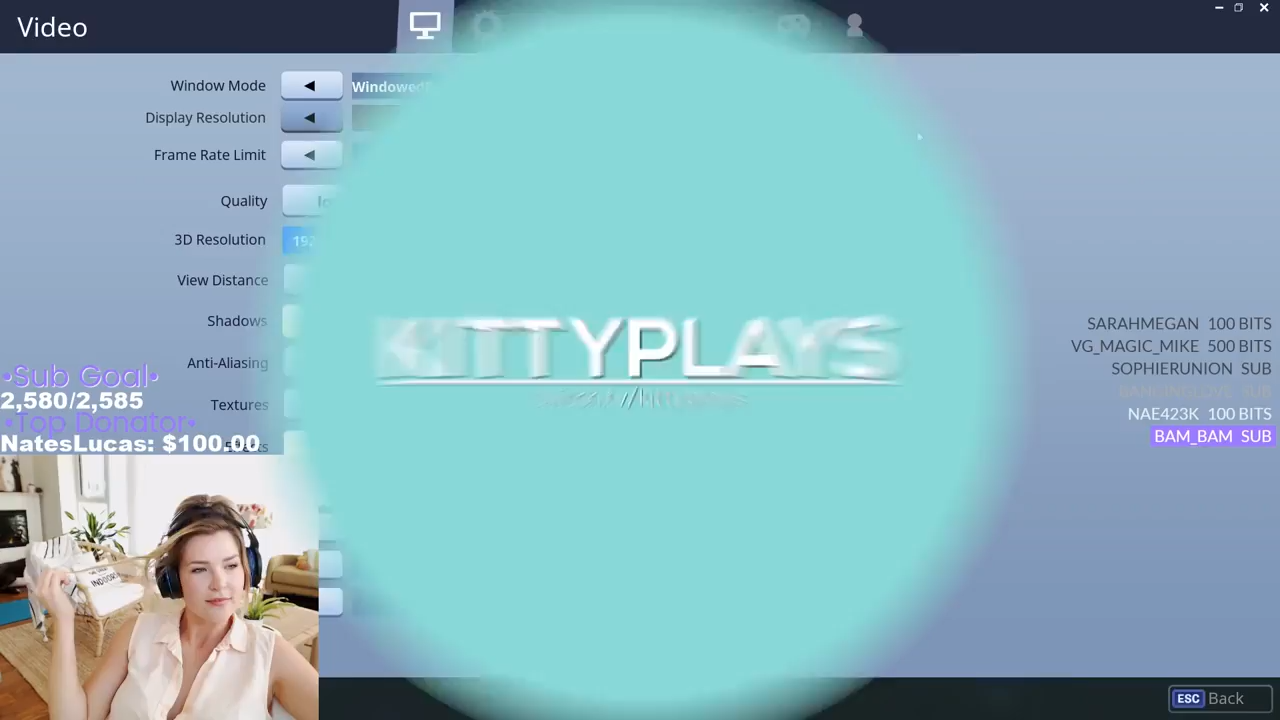 Video
Window Mode
Windowed
Display Resolution
Frame Rate Limit
Quality
3D Resolution
View Distance
Shadows
Anti-Aliasing
Textures
•Sub Goal•
2,580/2,585
•Top Donator•
NatesLucas: $100.00
KITTYPLAYS
SARAHMEGAN 100 BITS
VG_MAGIC_MIKE 500 BITS
SOPHIERUNION SUB
NAE423K 100 BITS
BAM_BAM SUB
ESC Back